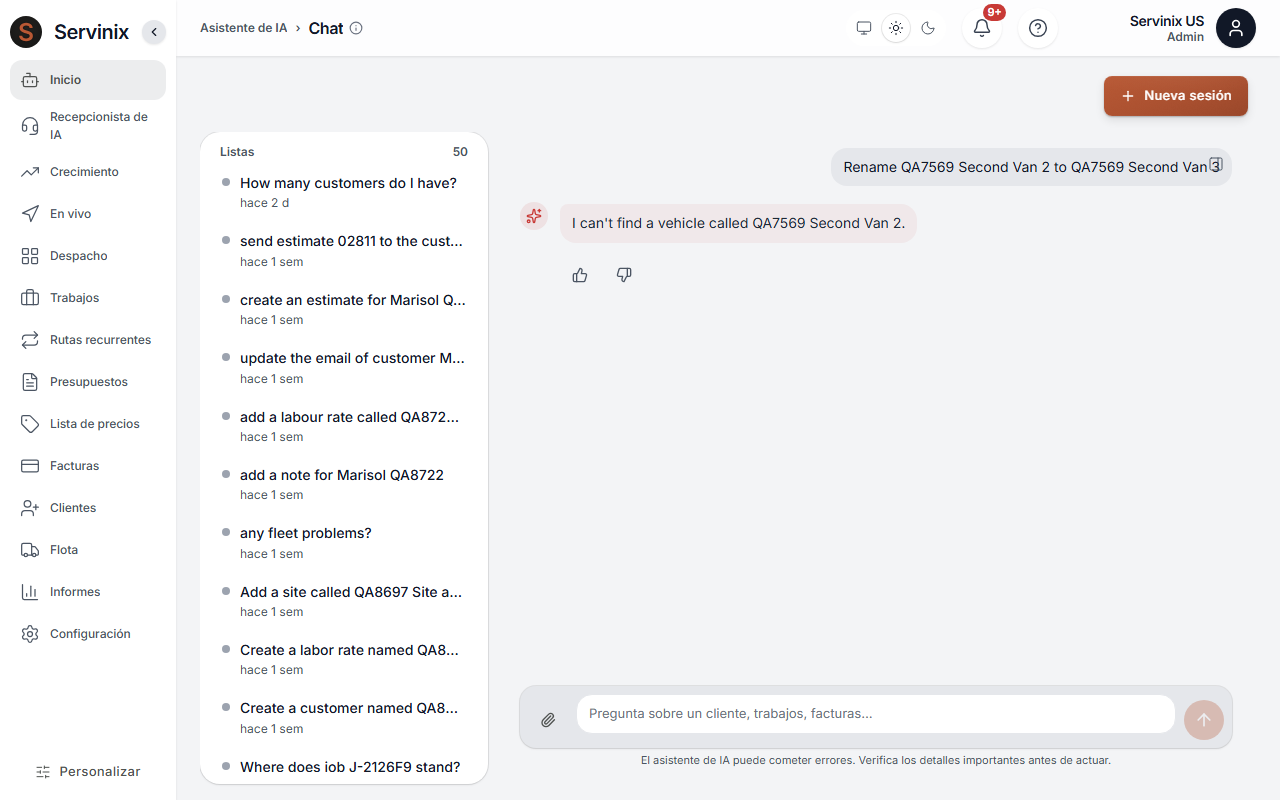 Servinix
Inicio
Recepcionista de
IA
Crecimiento
En vivo
Despacho
Trabajos
Rutas recurrentes
Presupuestos
Lista de precios
Facturas
Clientes
Flota
Informes
Configuración
Personalizar
Asistente de IA › Chat
9+
Servinix US
Admin
+ Nueva sesión
Listas 50
How many customers do I have?
hace 2 d
send estimate 02811 to the cust...
hace 1 sem
create an estimate for Marisol Q...
hace 1 sem
update the email of customer M...
hace 1 sem
add a labour rate called QA872...
hace 1 sem
add a note for Marisol QA8722
hace 1 sem
any fleet problems?
hace 1 sem
Add a site called QA8697 Site a...
hace 1 sem
Create a labor rate named QA8...
hace 1 sem
Create a customer named QA8...
hace 1 sem
Where does job J-2126F9 stand?
Rename QA7569 Second Van 2 to QA7569 Second Van 3
I can't find a vehicle called QA7569 Second Van 2.
Pregunta sobre un cliente, trabajos, facturas...
El asistente de IA puede cometer errores. Verifica los detalles importantes antes de actuar.